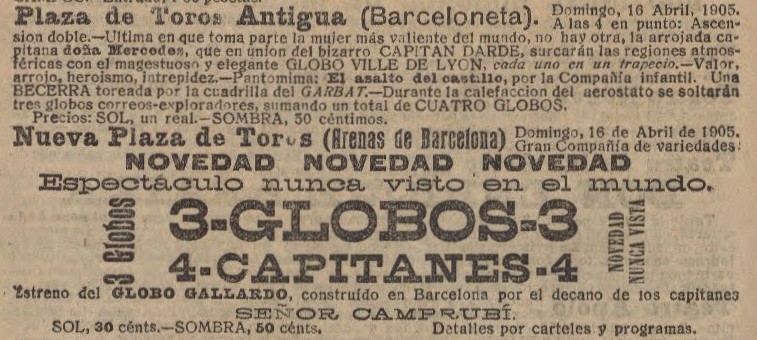 Plaza de Toros Antigua (Barceloneta). Domingo, 16 Abril, 1905.
A las 4 en punto: Ascen-
sion doble.—Ultima en que toma parte la mujer más valiente del mundo, no hay otra, la arrojada ca-
pitana doña Mercedes, que en union del bizarro CAPITAN DARDE, surcarán las regiones atmos-
féricas con el magestuoso y elegante GLOBO VILLE DE LYON, cada uno en un trapecio.—Valor,
arrojo, heroismo, intrepidez.—Pantomima: El asalto del castillo, por la Compañía infantil. Una
BECERRA toreada por la cuadrilla del GARBAT.—Durante la calefaccion del aerostato se soltarán
tres globos correos-exploradores, sumando un total de CUATRO GLOBOS.
Precios: SOL, un real.—SOMBRA, 50 céntimos.
Nueva Plaza de Toros (Arenas de Barcelona) Domingo, 16 de Abril de 1905.
Gran Compañía de variedades:
NOVEDAD NOVEDAD NOVEDAD
Espectáculo nunca visto en el mundo.
3 Globos
3-GLOBOS-3
4-CAPITANES-4
NOVEDAD
NUNCA VISTA
Estreno del GLOBO GALLARDO, construído en Barcelona por el decano de los capitanes
SEÑOR CAMPRUBÍ.
SOL, 30 cénts.—SOMBRA, 50 cénts. Detalles por carteles y programas.